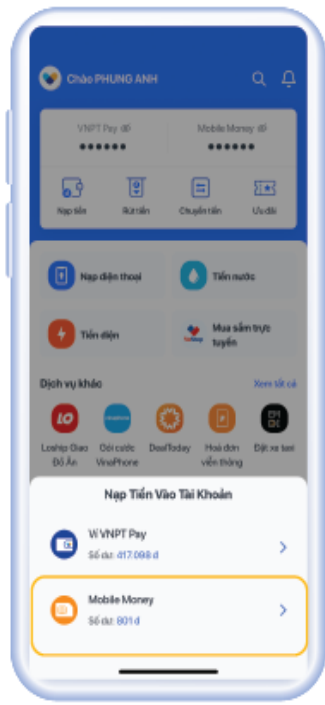 Chào PHUNG ANH
VNPT Pay
Mobile Money
Nạp tiền
Rút tiền
Chuyển tiền
Ưu đãi
Nạp điện thoại
Tiền nước
Tiền điện
Mua sắm trực
tuyến
Dịch vụ khác
Xem tất cả
Loship Giao
Đồ Ăn
Gói cước
VinaPhone
DealToday
Hoá đơn
viễn thông
Đặt xe taxi
Nạp Tiền Vào Tài Khoản
Ví VNPT Pay
Số dư: 417.098 đ
Mobile Money
Số dư: 801 đ